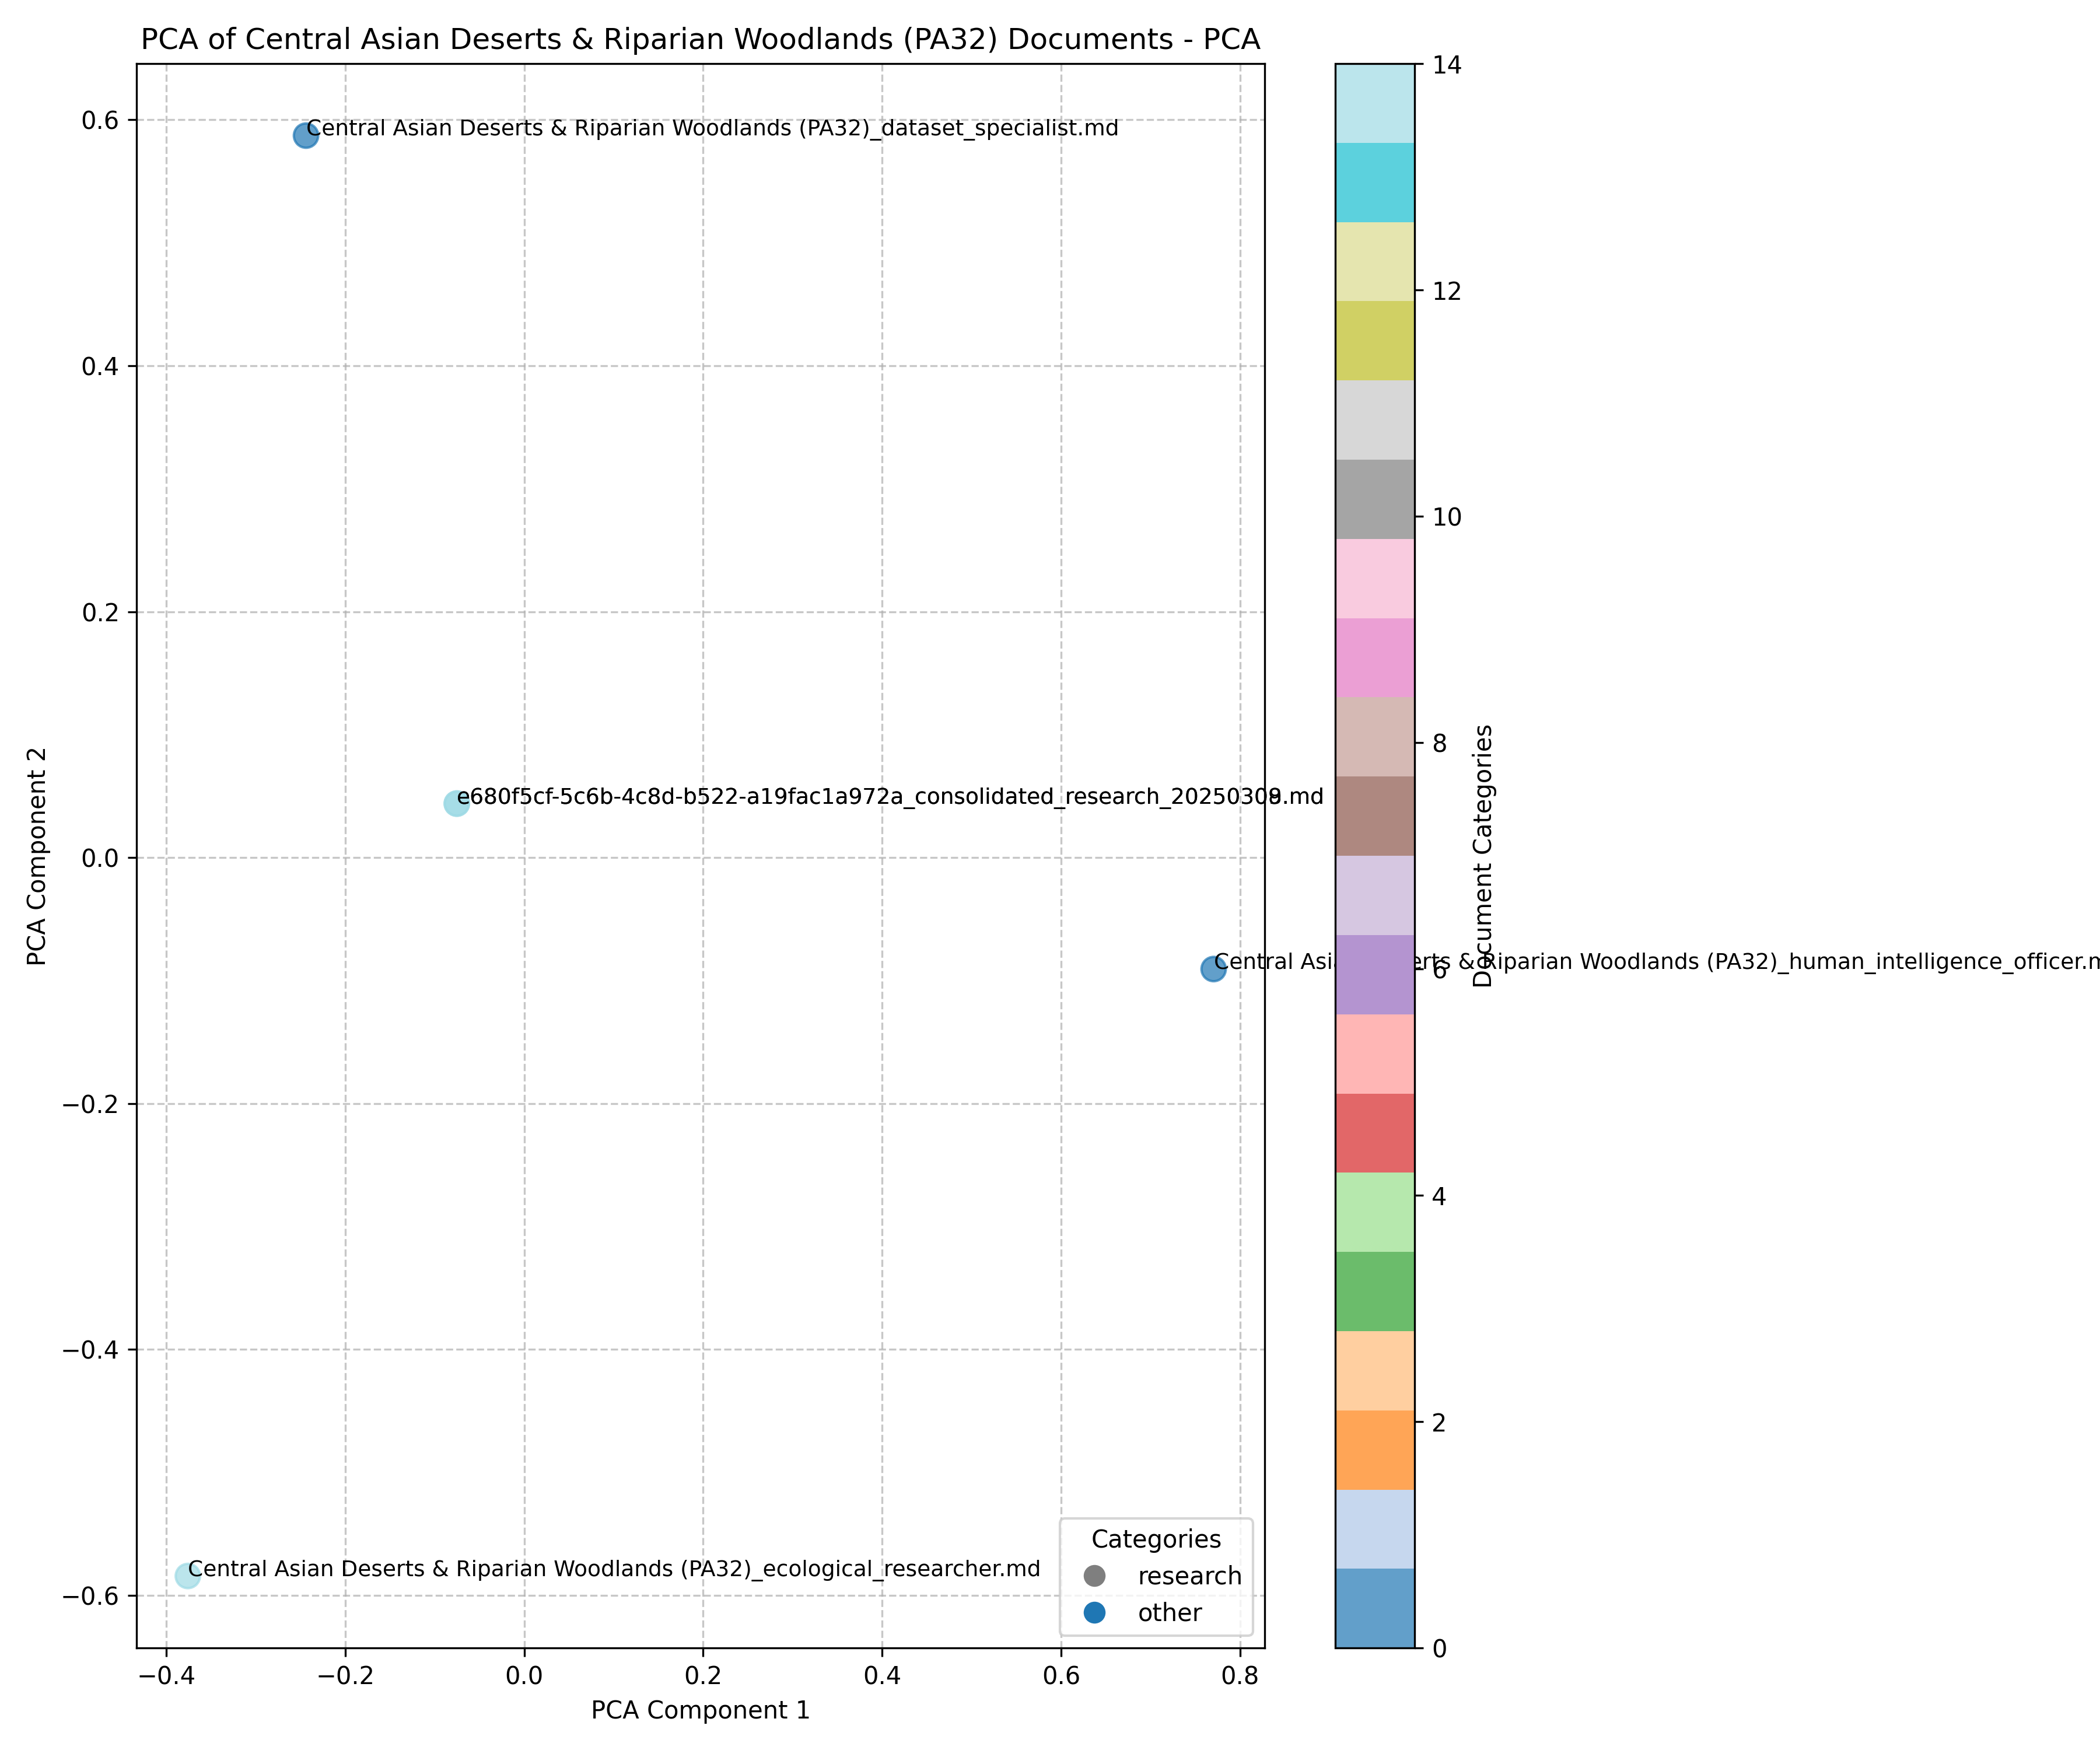 PCA of Central Asian Deserts & Riparian Woodlands (PA32) Documents - PCA
0.6
0.4
0.2
0.0
−0.2
−0.4
−0.6
PCA Component 2
Central Asian Deserts & Riparian Woodlands (PA32)_dataset_specialist.md
e680f5cf-5c6b-4c8d-b522-a19fac1a972a_consolidated_research_2025030
Central Asi
erts & Riparian Woodlands (PA32)_human_intelligence_officer.m
Central Asian Deserts & Riparian Woodlands (PA32)_ecological_researcher.md
Categories
research
other
−0.4
−0.2
0.0
0.2
0.4
0.6
0.8
PCA Component 1
14
12
10
8
6
4
2
0
Document Categories